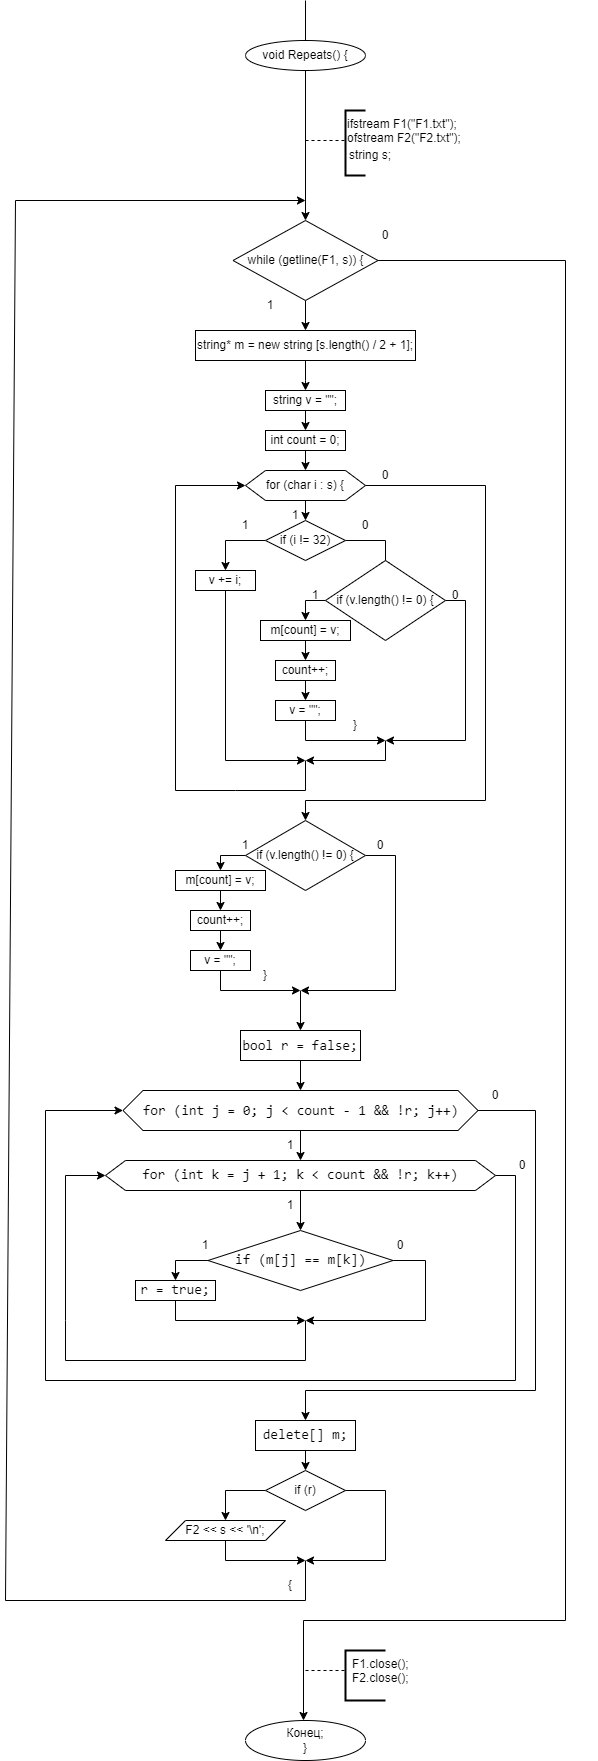 void Repeats() {
ifstream F1("F1.txt");
ofstream F2("F2.txt");
string s;
0
while (getline(F1, s)) {
1
string* m = new string [s.length() / 2 + 1];
string v = "";
int count = 0;
for (char i : s) {
0
1
1
0
if (i != 32)
v += i;
1
if (v.length() != 0) {
0
m[count] = v;
count++;
v = "";
}
1
if (v.length() != 0) {
0
m[count] = v;
count++;
v = "";
}
bool r = false;
0
for (int j = 0; j < count - 1 && !r; j++)
1
0
for (int k = j + 1; k < count && !r; k++)
1
1
0
if (m[j] == m[k])
r = true;
delete[] m;
if (r)
F2 << s << '\n';
{
F1.close();
F2.close();
Конец;
}